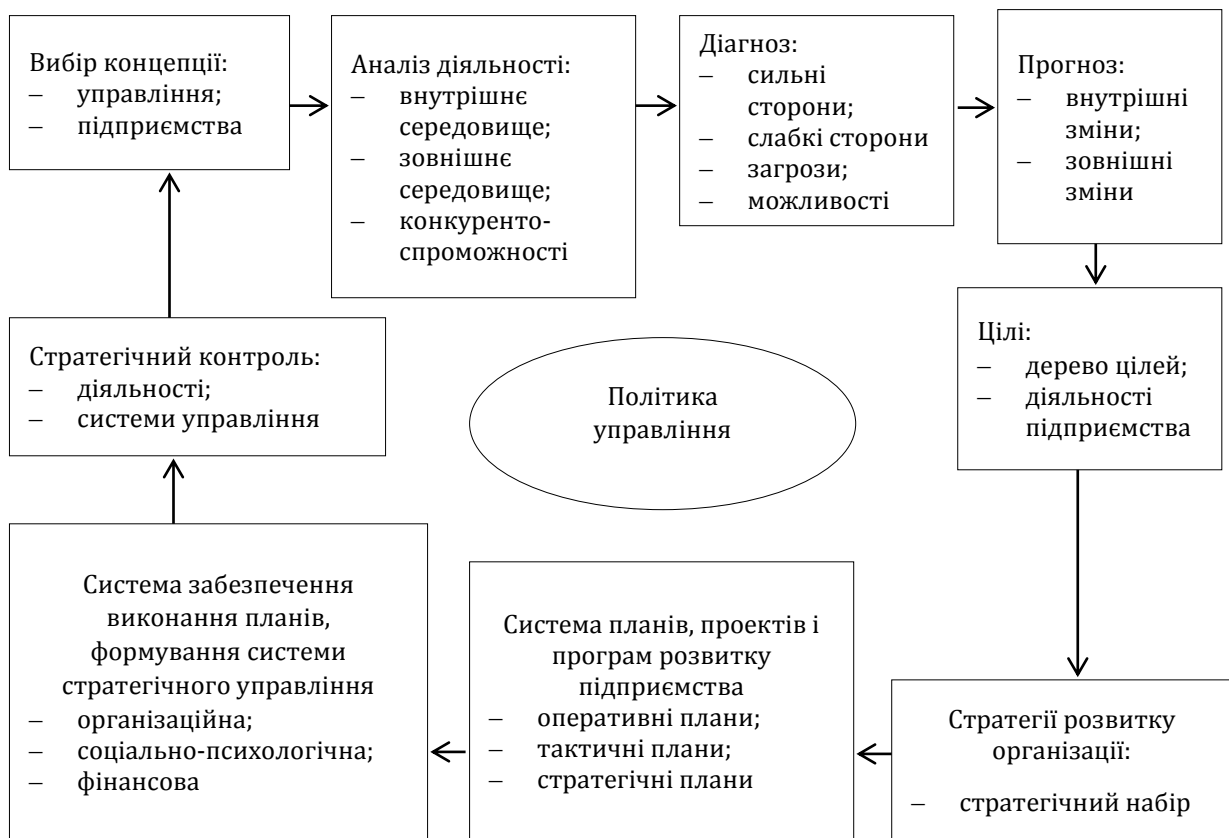 Вибір концепції:
– управління;
– підприємства
Аналіз діяльності:
– внутрішнє
середовище;
– зовнішнє
середовище;
– конкуренто-
спроможності
Діагноз:
– сильні
сторони;
– слабкі сторони
– загрози;
– можливості
Прогноз:
– внутрішні
зміни;
– зовнішні
зміни
Цілі:
– дерево цілей;
– діяльності
підприємства
Стратегічний контроль:
– діяльності;
– системи управління
Політика
управління
Система забезпечення
виконання планів,
формування системи
стратегічного управління
– організаційна;
– соціально-психологічна;
– фінансова
Система планів, проектів і
програм розвитку
підприємства
– оперативні плани;
– тактичні плани;
– стратегічні плани
Стратегії розвитку
організації:
– стратегічний набір